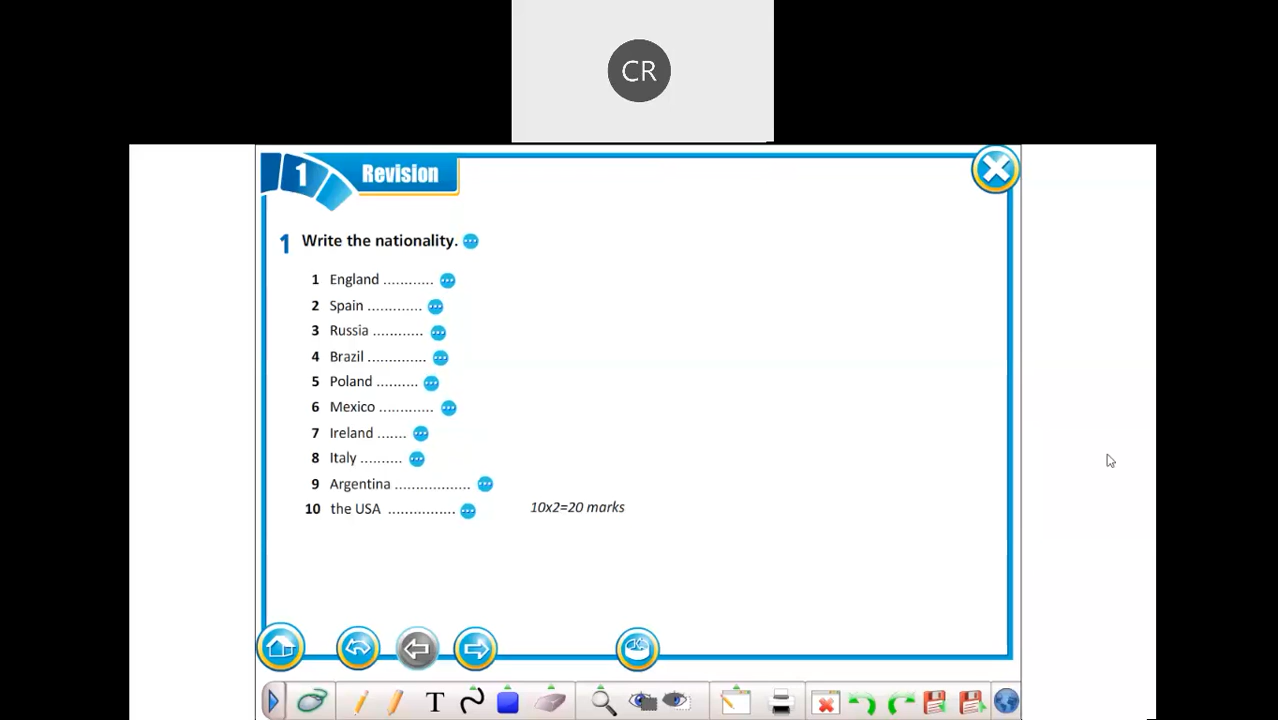 CR
1 Revision
1 Write the nationality.
1 England ............
2 Spain .............
3 Russia ............
4 Brazil ..............
5 Poland ..........
6 Mexico .............
7 Ireland .......
8 Italy ..........
9 Argentina ..................
10 the USA ................ 10x2=20 marks
T